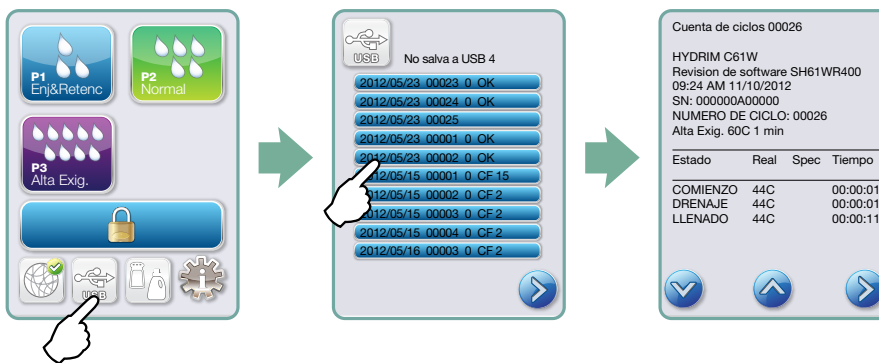 P1
Enj&Retenc
P2
Normal
P3
Alta Exig.
USB
USB
No salva a USB 4
2012/05/23 00023 0 OK
2012/05/23 00024 0 OK
2012/05/23 00025
2012/05/23 00001 0 OK
2012/05/23 00002 0 OK
2012/05/15 00001 0 CF 15
2012/05/15 00002 0 CF 2
2012/05/15 00003 0 CF 2
2012/05/15 00004 0 CF 2
2012/05/16 00003 0 CF 2
Cuenta de ciclos 00026
HYDRIM C61W
Revision de software SH61WR400
09:24 AM 11/10/2012
SN: 000000A00000
NUMERO DE CICLO: 00026
Alta Exig. 60C 1 min
Estado Real Spec Tiempo
COMIENZO 44C 00:00:01
DRENAJE 44C 00:00:01
LLENADO 44C 00:00:11